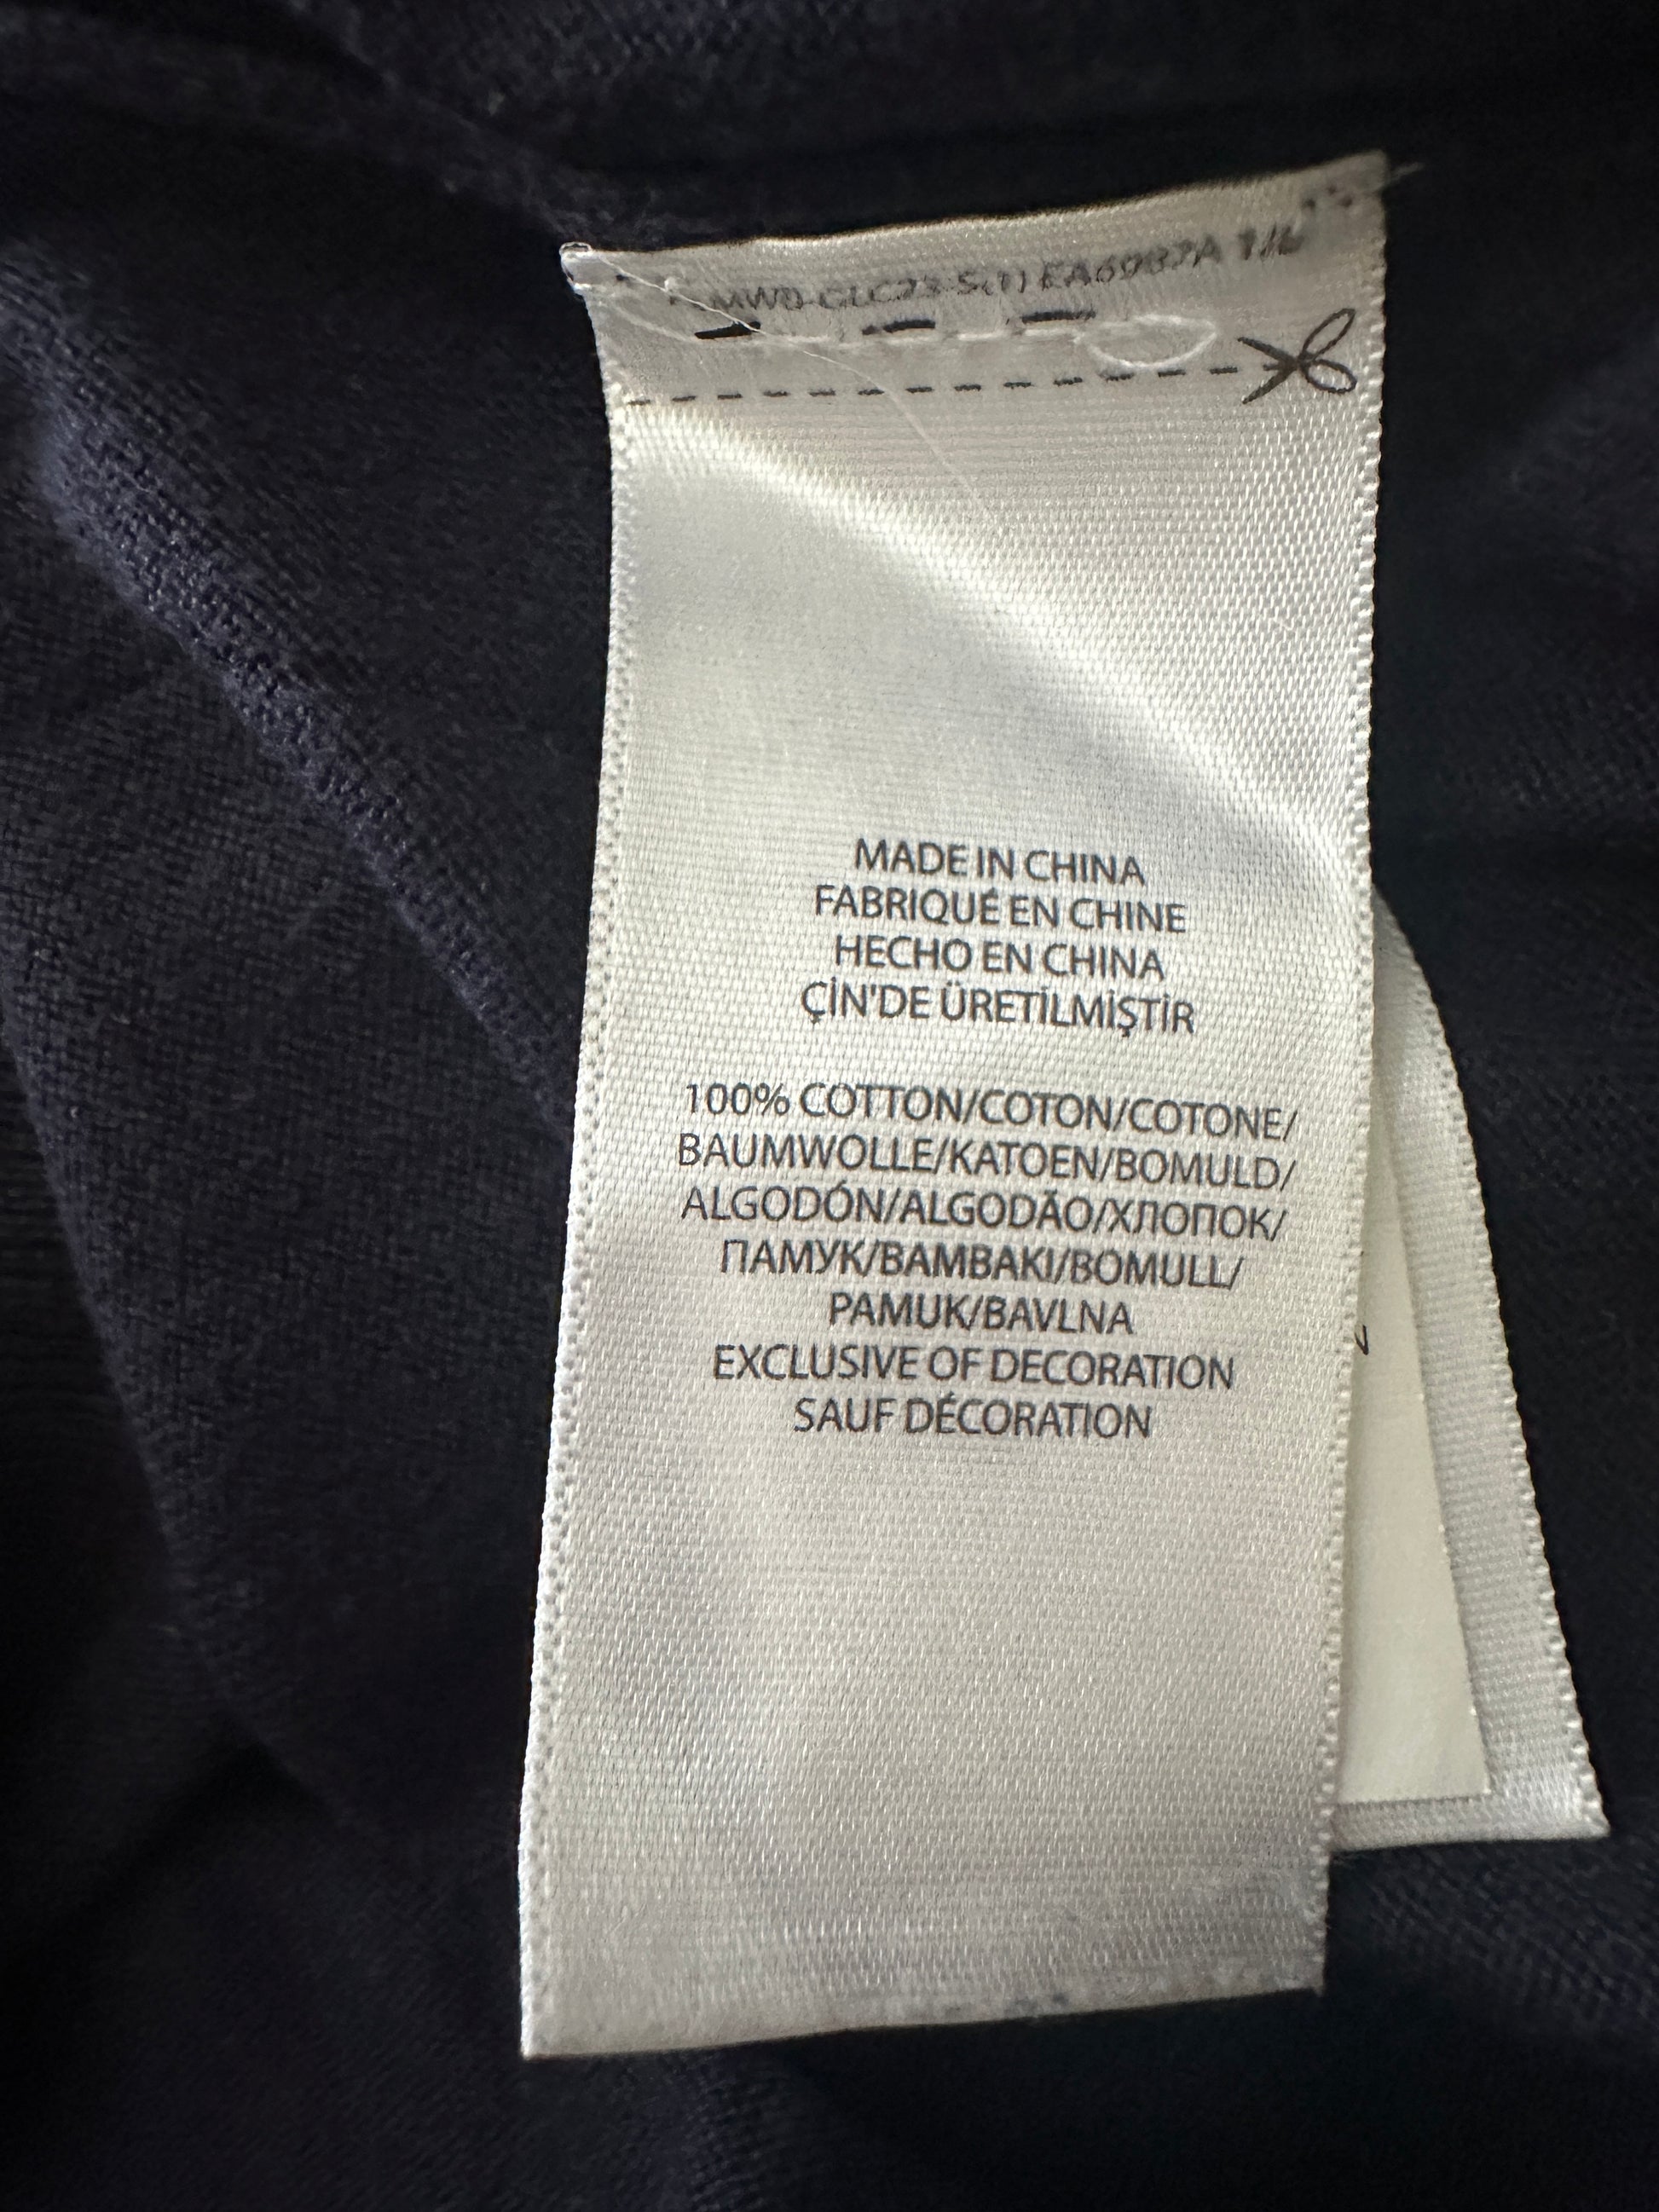 MADE IN CHINA
FABRIQUÉ EN CHINE
HECHO EN CHINA
ÇİN'DE ÜRETİLMİŞTİR
100% COTTON/COTON/COTONE/
BAUMWOLLE/KATOEN/BOMULD/
ALGODÓN/ALGODÃO/ХЛОПОК/
ПАМУК/BAMBAKI/BOMULL/
PAMUK/BAVLNA
EXCLUSIVE OF DECORATION
SAUF DÉCORATION